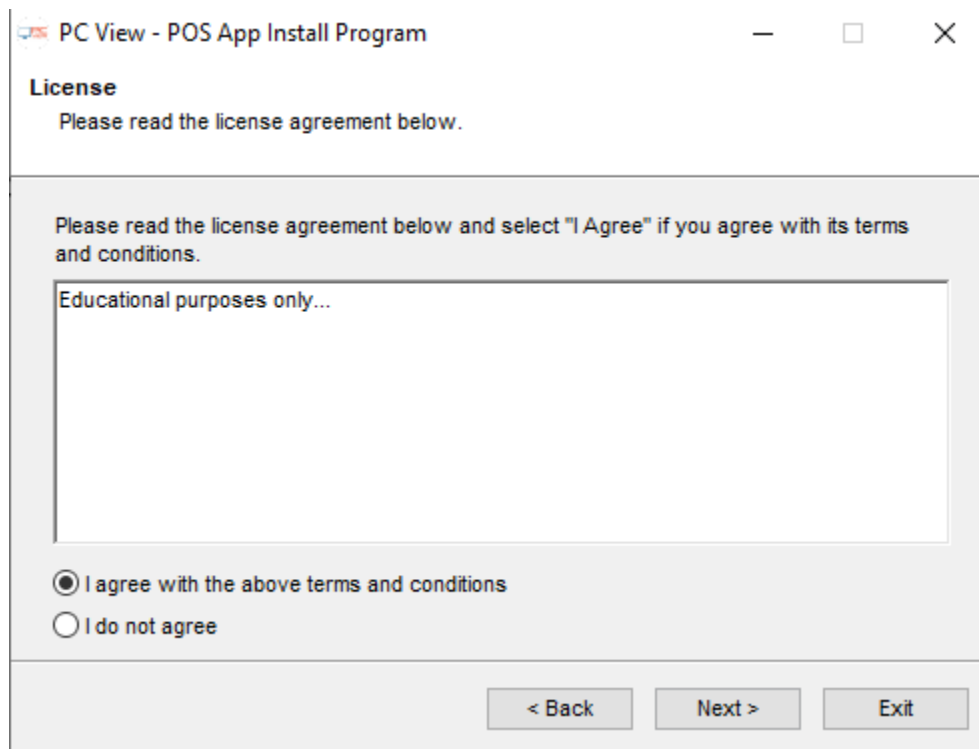 PC View - POS App Install Program
License
Please read the license agreement below.
Please read the license agreement below and select "I Agree" if you agree with its terms
and conditions.
Educational purposes only...
I agree with the above terms and conditions
I do not agree
< Back Next > Exit